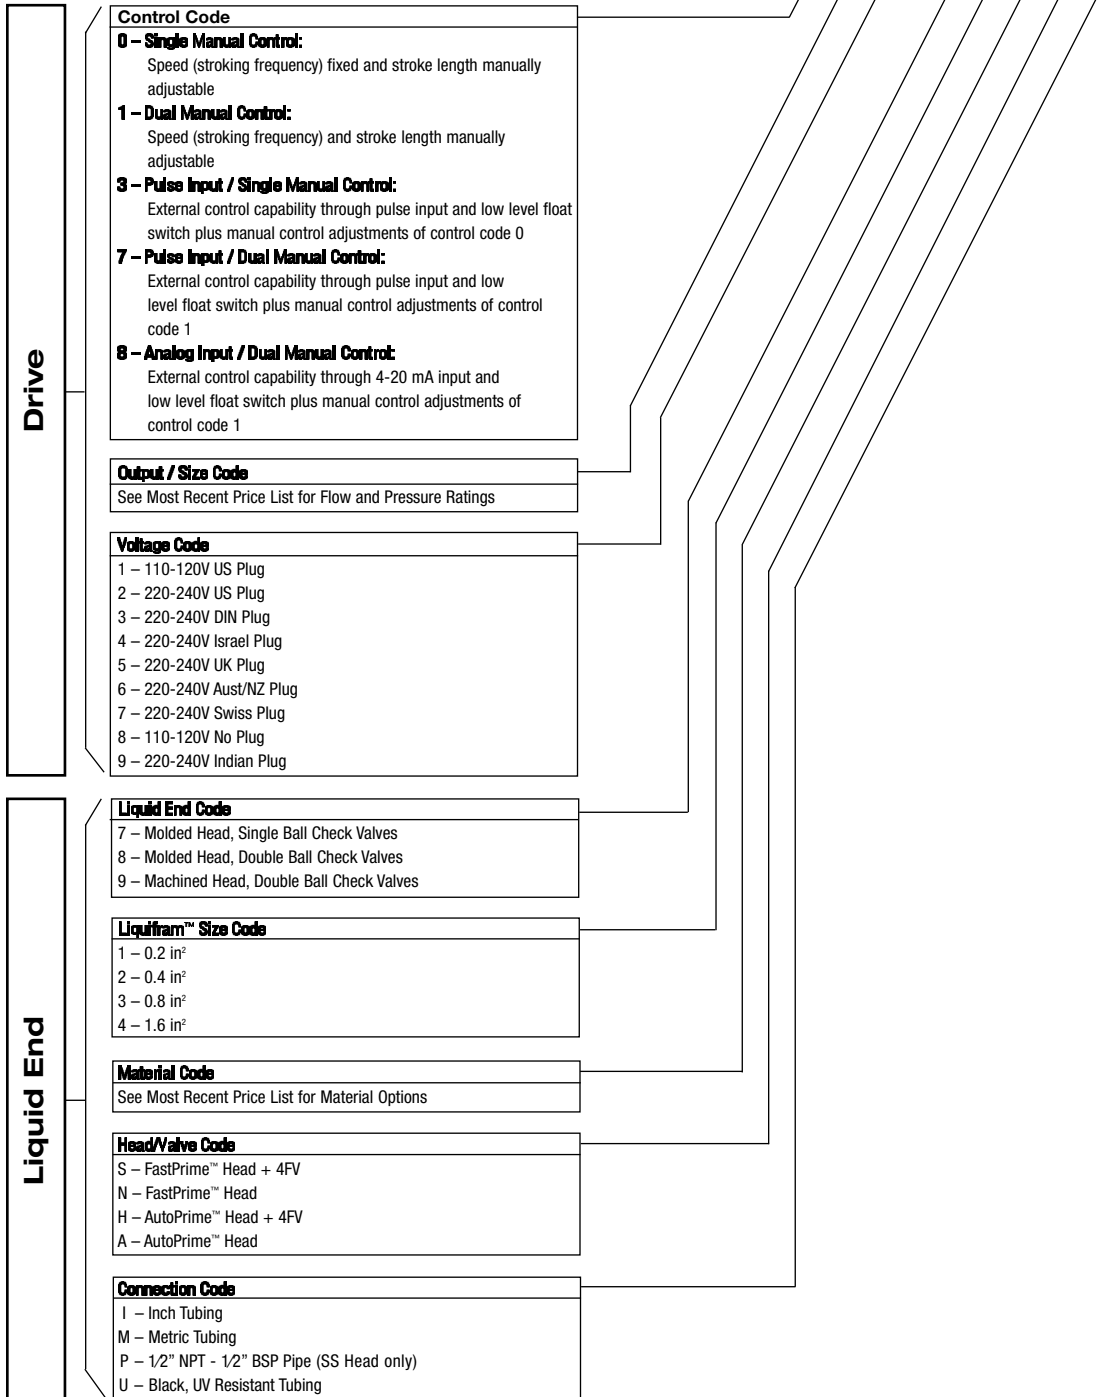 Drive
Control Code
0 – Single Manual Control:
Speed (stroking frequency) fixed and stroke length manually
adjustable
1 – Dual Manual Control:
Speed (stroking frequency) and stroke length manually
adjustable
3 – Pulse Input / Single Manual Control:
External control capability through pulse input and low level float
switch plus manual control adjustments of control code 0
7 – Pulse Input / Dual Manual Control:
External control capability through pulse input and low
level float switch plus manual control adjustments of control
code 1
8 – Analog Input / Dual Manual Control:
External control capability through 4-20 mA input and
low level float switch plus manual control adjustments of
control code 1
Output / Size Code
See Most Recent Price List for Flow and Pressure Ratings
Voltage Code
1 – 110-120V US Plug
2 – 220-240V US Plug
3 – 220-240V DIN Plug
4 – 220-240V Israel Plug
5 – 220-240V UK Plug
6 – 220-240V Aust/NZ Plug
7 – 220-240V Swiss Plug
8 – 110-120V No Plug
9 – 220-240V Indian Plug
Liquid End
Liquid End Code
7 – Molded Head, Single Ball Check Valves
8 – Molded Head, Double Ball Check Valves
9 – Machined Head, Double Ball Check Valves
Liquifram™ Size Code
1 – 0.2 in²
2 – 0.4 in²
3 – 0.8 in²
4 – 1.6 in²
Material Code
See Most Recent Price List for Material Options
Head/Valve Code
S – FastPrime™ Head + 4FV
N – FastPrime™ Head
H – AutoPrime™ Head + 4FV
A – AutoPrime™ Head
Connection Code
I – Inch Tubing
M – Metric Tubing
P – 1/2" NPT - 1/2" BSP Pipe (SS Head only)
U – Black, UV Resistant Tubing